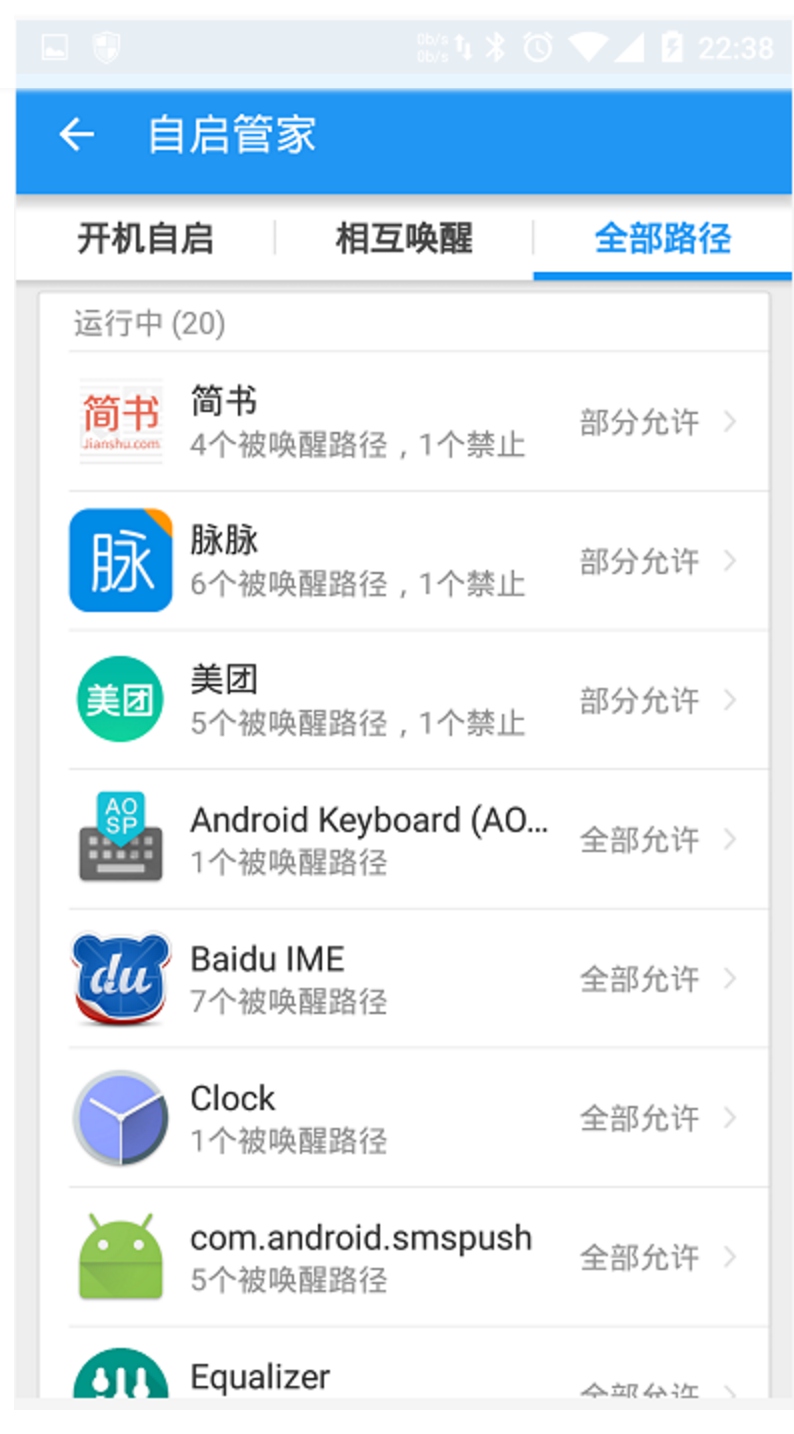 0b/s
0b/s
22:38
自启管家
开机自启
相互唤醒
全部路径
运行中 (20)
简书
Jianshu.com
简书
4个被唤醒路径，1个禁止
部分允许
脉
脉脉
6个被唤醒路径，1个禁止
部分允许
美团
美团
5个被唤醒路径，1个禁止
部分允许
AO
SP
Android Keyboard (AO...
1个被唤醒路径
全部允许
du
Baidu IME
7个被唤醒路径
全部允许
Clock
1个被唤醒路径
全部允许
com.android.smspush
5个被唤醒路径
全部允许
Equalizer
全部允许